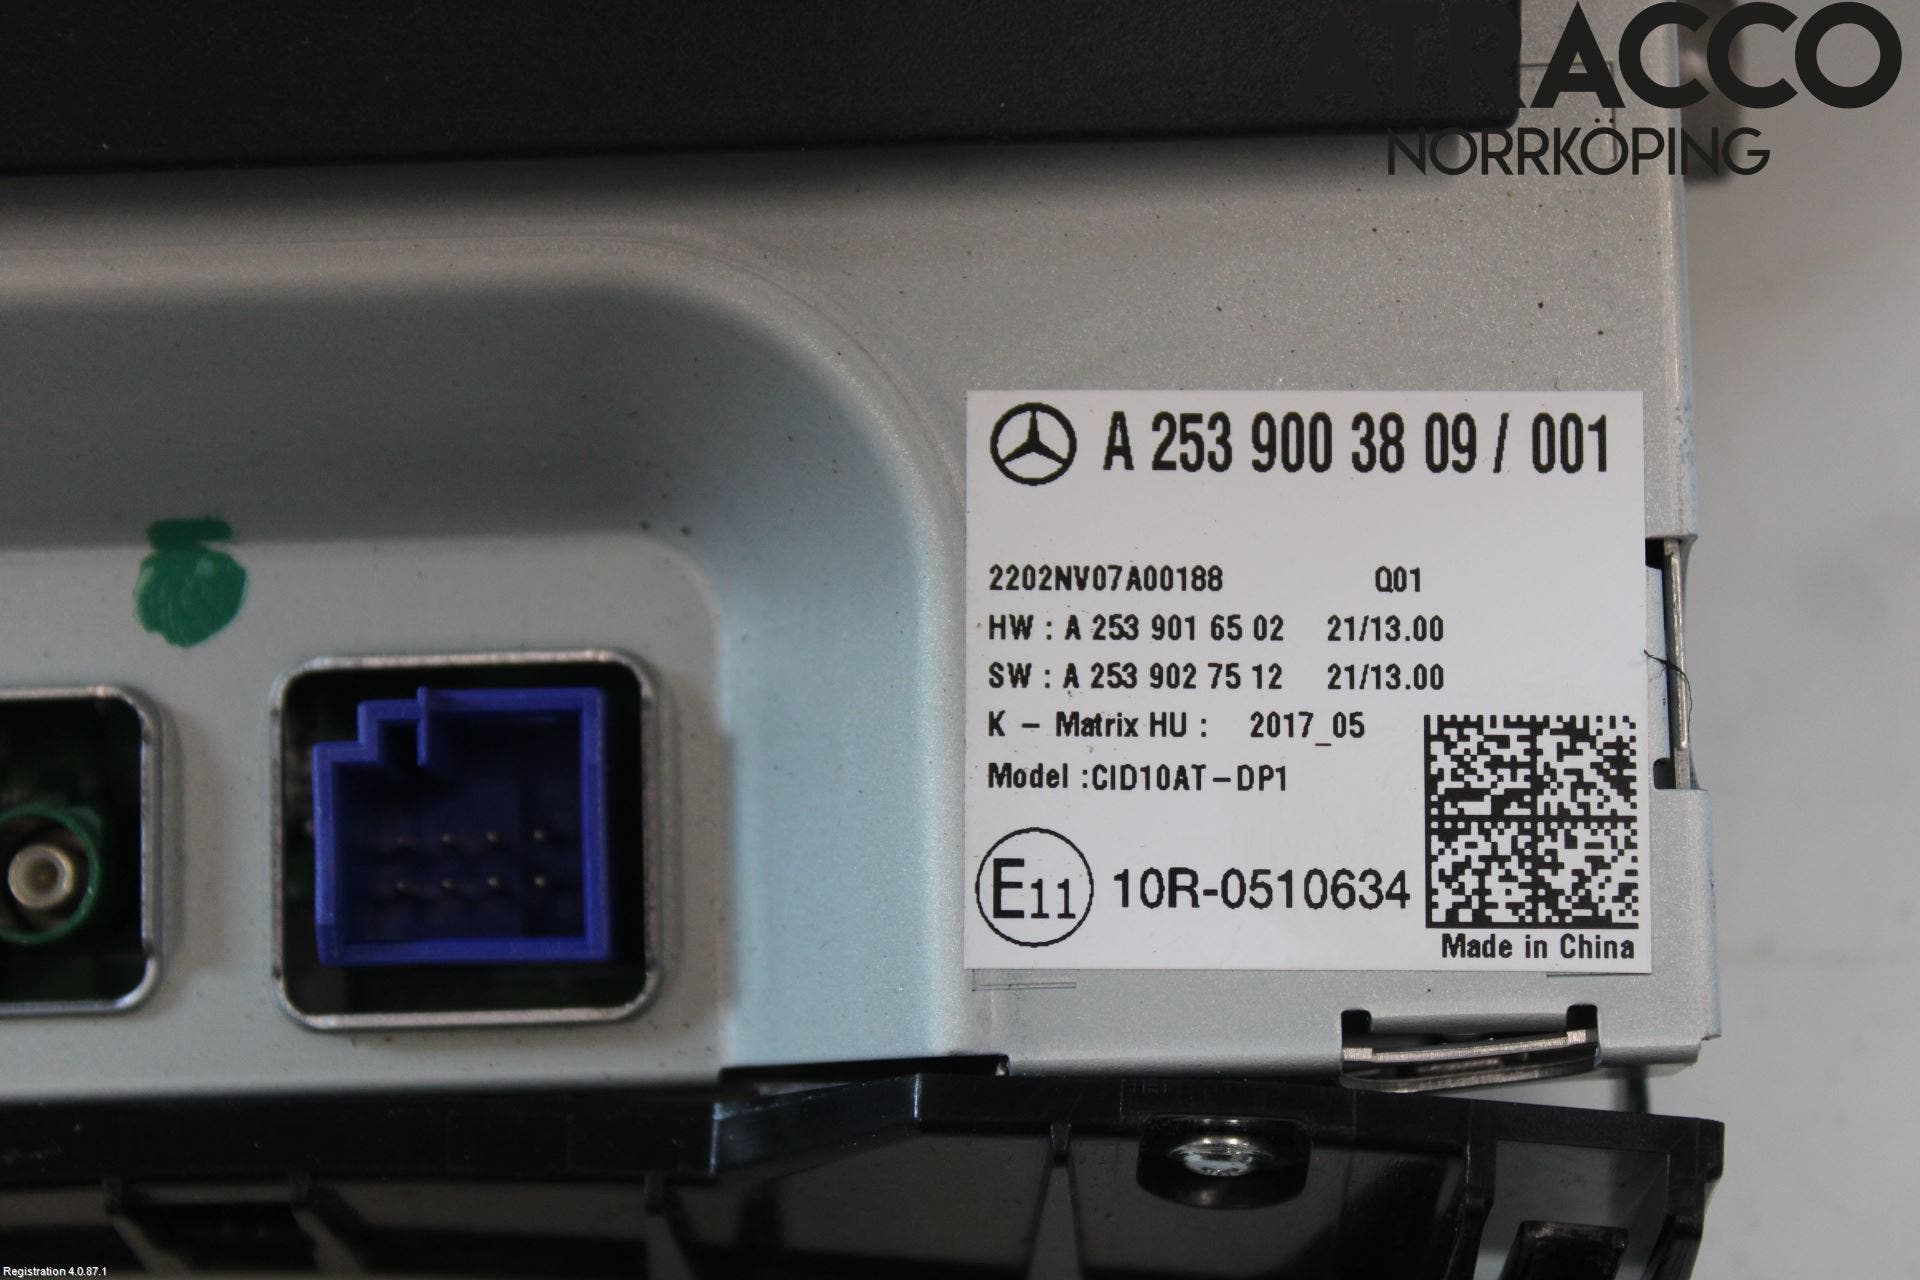 ATRACCO
NORRKÖPING
A 253 900 38 09 / 001
2202NV07A00188 Q01
HW : A 253 901 65 02 21/13.00
SW : A 253 902 75 12 21/13.00
K - Matrix HU : 2017_05
Model :CID10AT-DP1
E11 10R-0510634
Made in China
Registration 4.0.87.1